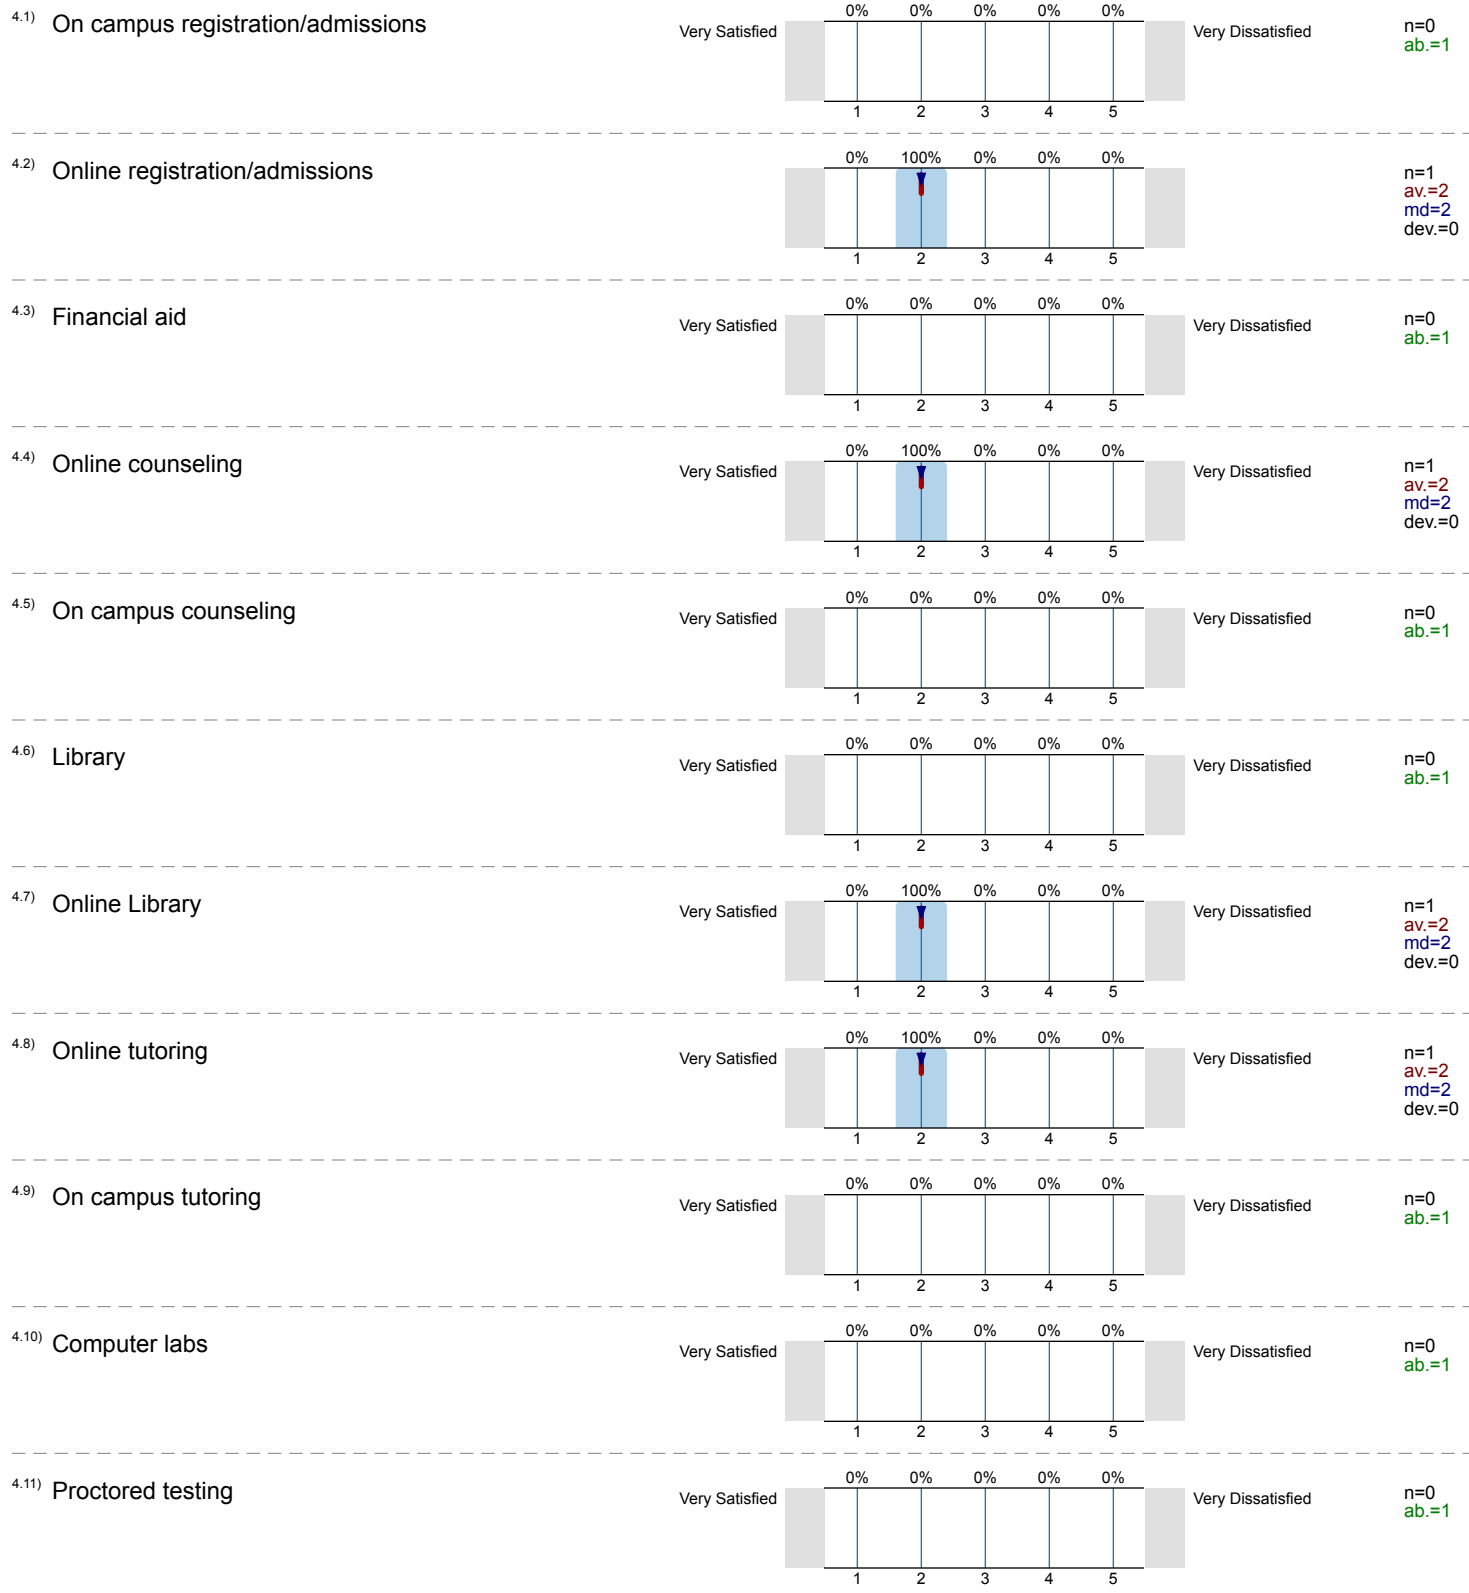 4.1) On campus registration/admissions
0% 0% 0% 0%
Very Satisfied Very Dissatisfied n=0
ab.=1
1 2 3 4 5
4.2) Online registration/admissions
0% 100% 0% 0% 0%
n=1
av.=2
md=2
dev.=0
1 2 3 4 5
4.3) Financial aid
0% 0% 0% 0% 0%
Very Satisfied Very Dissatisfied n=0
ab.=1
1 2 3 4 5
4.4) Online counseling
0% 100% 0% 0% 0%
Very Satisfied Very Dissatisfied n=1
av.=2
md=2
dev.=0
1 2 3 4 5
4.5) On campus counseling
0% 0% 0% 0% 0%
Very Satisfied Very Dissatisfied n=0
ab.=1
1 2 3 4 5
4.6) Library
0% 0% 0% 0% 0%
Very Satisfied Very Dissatisfied n=0
ab.=1
1 2 3 4 5
4.7) Online Library
0% 100% 0% 0% 0%
Very Satisfied Very Dissatisfied n=1
av.=2
md=2
dev.=0
1 2 3 4 5
4.8) Online tutoring
0% 100% 0% 0% 0%
Very Satisfied Very Dissatisfied n=1
av.=2
md=2
dev.=0
1 2 3 4 5
4.9) On campus tutoring
0% 0% 0% 0% 0%
Very Satisfied Very Dissatisfied n=0
ab.=1
1 2 3 4 5
4.10) Computer labs
0% 0% 0% 0% 0%
Very Satisfied Very Dissatisfied n=0
ab.=1
1 2 3 4 5
4.11) Proctored testing
0% 0% 0% 0% 0%
Very Satisfied Very Dissatisfied n=0
ab.=1
1 2 3 4 5